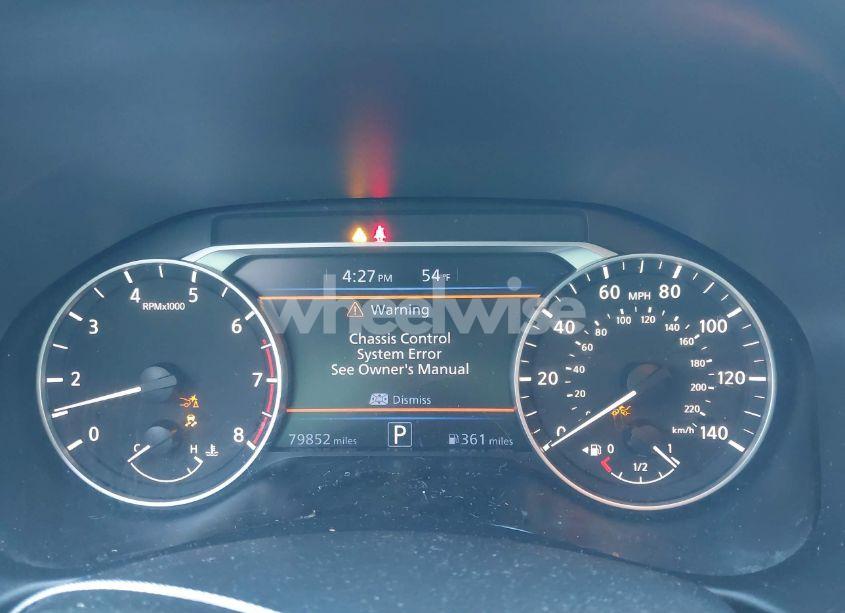 4:27 PM 54°F
Warning
Chassis Control
System Error
See Owner's Manual
Dismiss
79852 miles P 361 miles
0 1 2 3 4 5 6 7 8
RPMx1000
C H
0 20 40 60 80 100 120 140
MPH
20 40 60 80 100 120 140 160 180 200 220
km/h
0 1/2 1
wheelwise